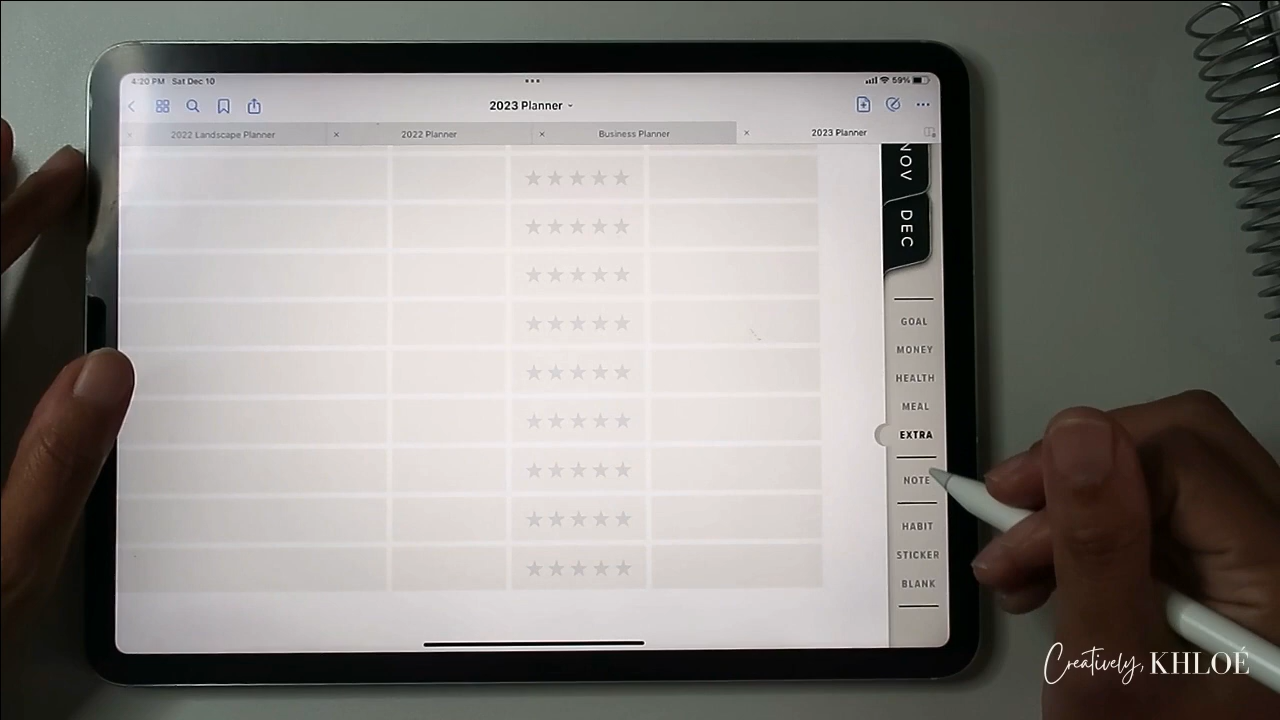 4:20 PM Sat Dec 10 59%
2023 Planner
2022 Landscape Planner 2022 Planner Business Planner 2023 Planner
NOV
DEC
GOAL
MONEY
HEALTH
MEAL
EXTRA
NOTE
HABIT
STICKER
BLANK
Creatively, KHLOÉ